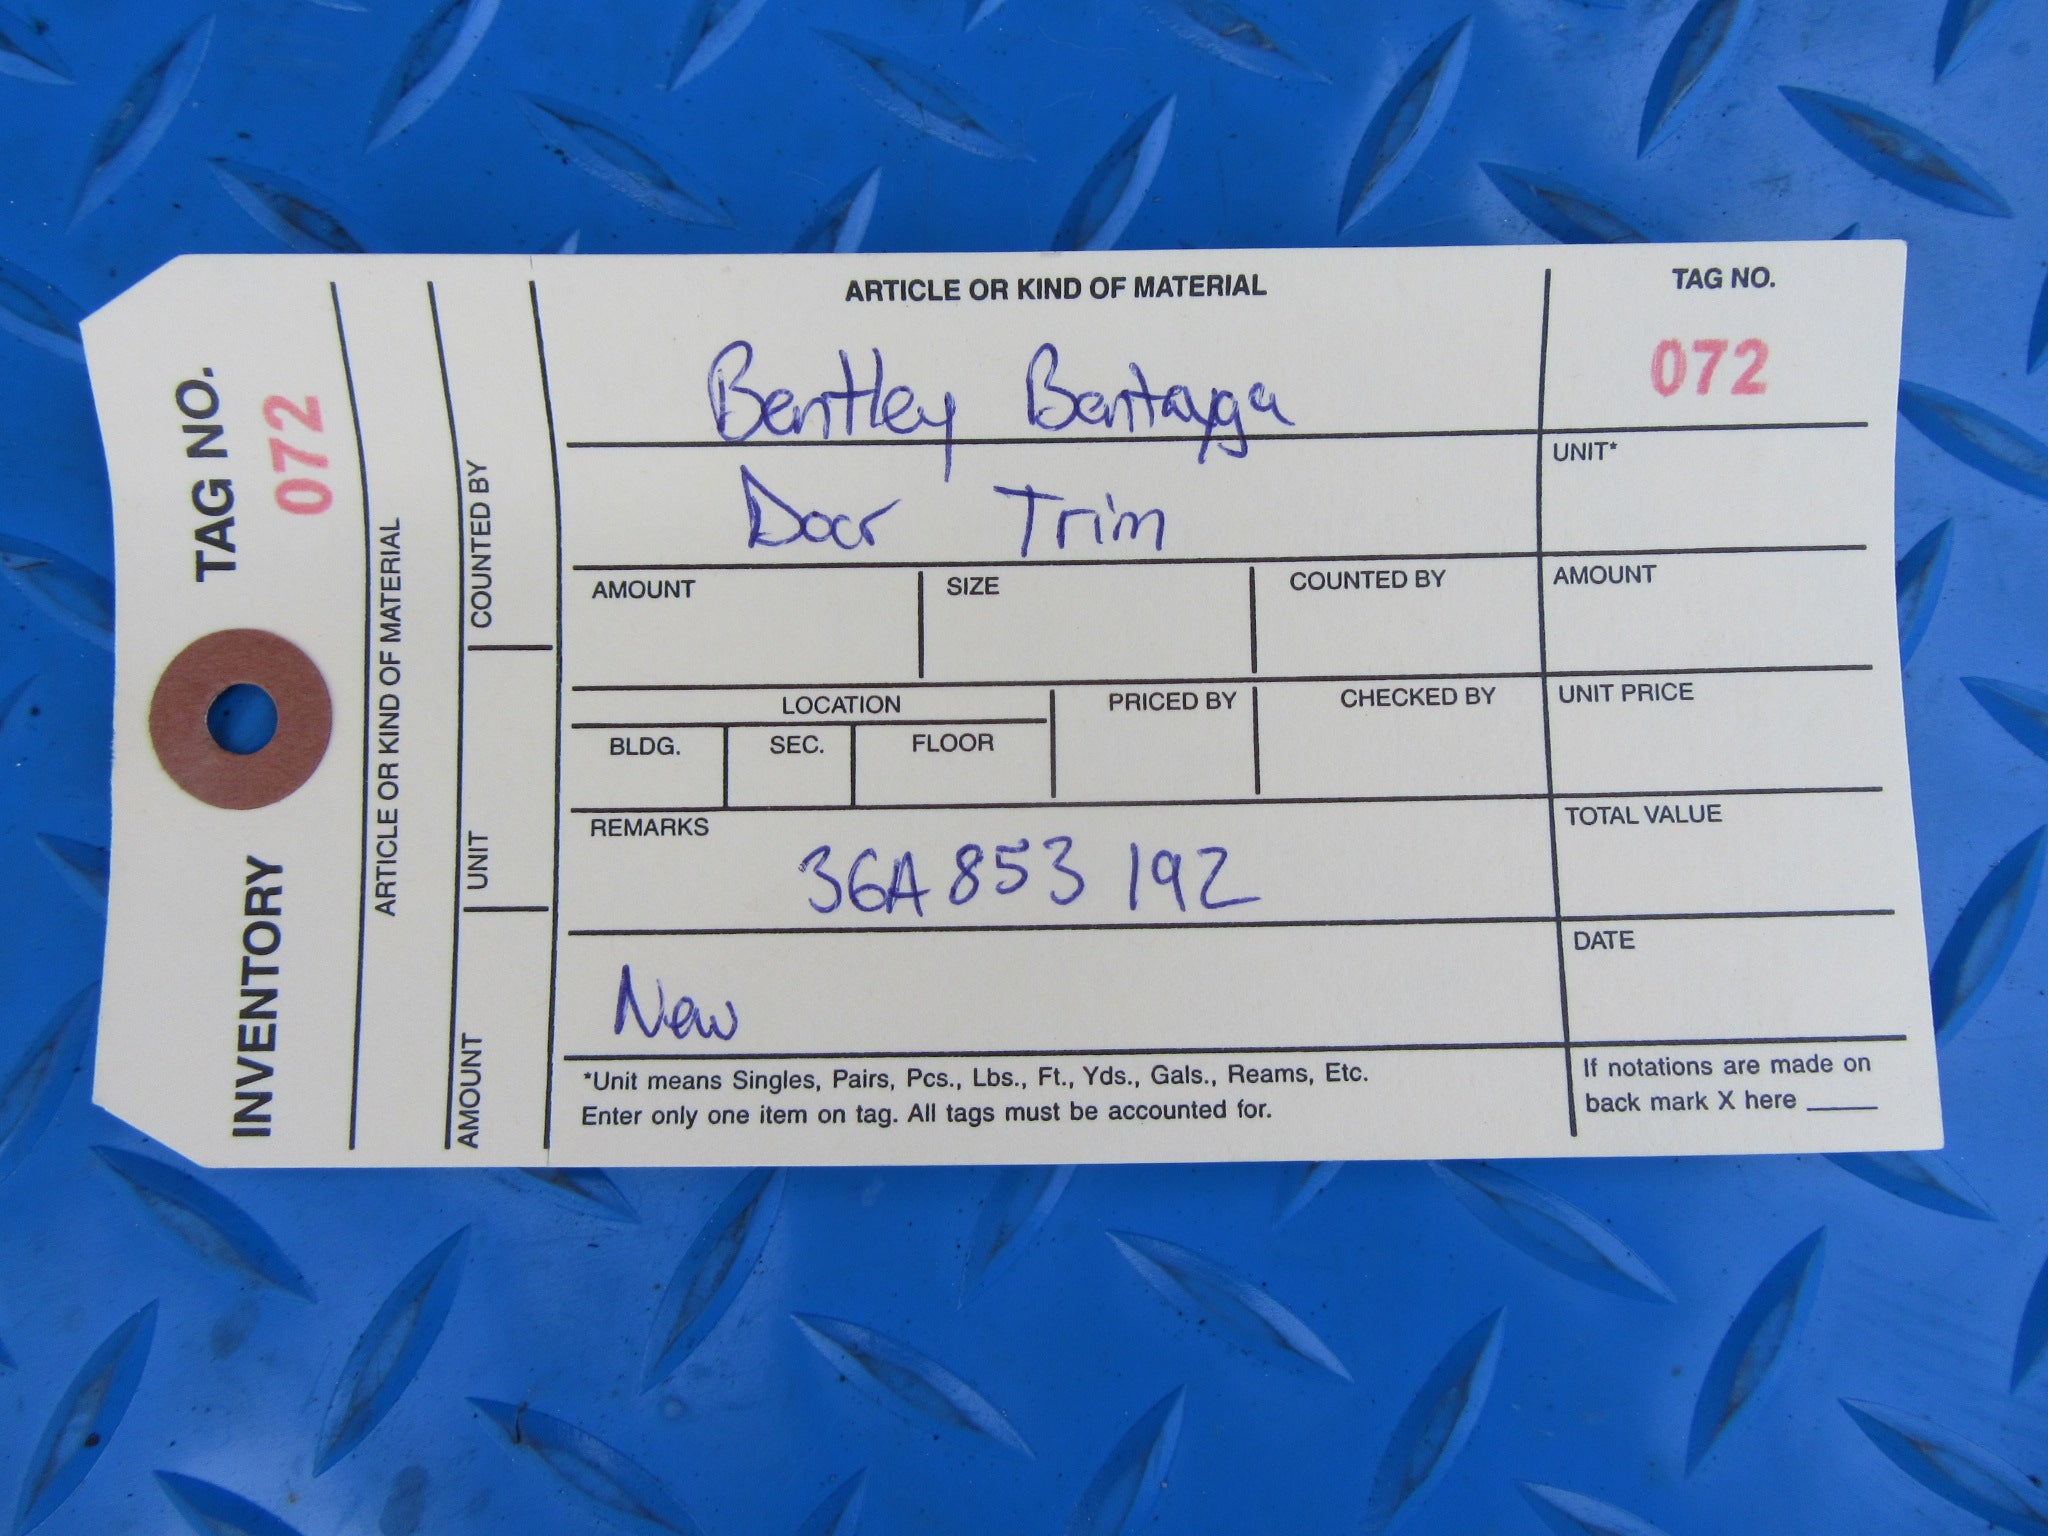 TAG NO.
072
INVENTORY
ARTICLE OR KIND OF MATERIAL
COUNTED BY
UNIT
AMOUNT
ARTICLE OR KIND OF MATERIAL
TAG NO.
Bentley Bentayga
072
Door Trim
UNIT*
AMOUNT
SIZE
COUNTED BY
AMOUNT
LOCATION
PRICED BY
CHECKED BY
UNIT PRICE
BLDG.
SEC.
FLOOR
REMARKS
TOTAL VALUE
36A 853 192
DATE
New
*Unit means Singles, Pairs, Pcs., Lbs., Ft., Yds., Gals., Reams, Etc.
Enter only one item on tag. All tags must be accounted for.
If notations are made on
back mark X here _____